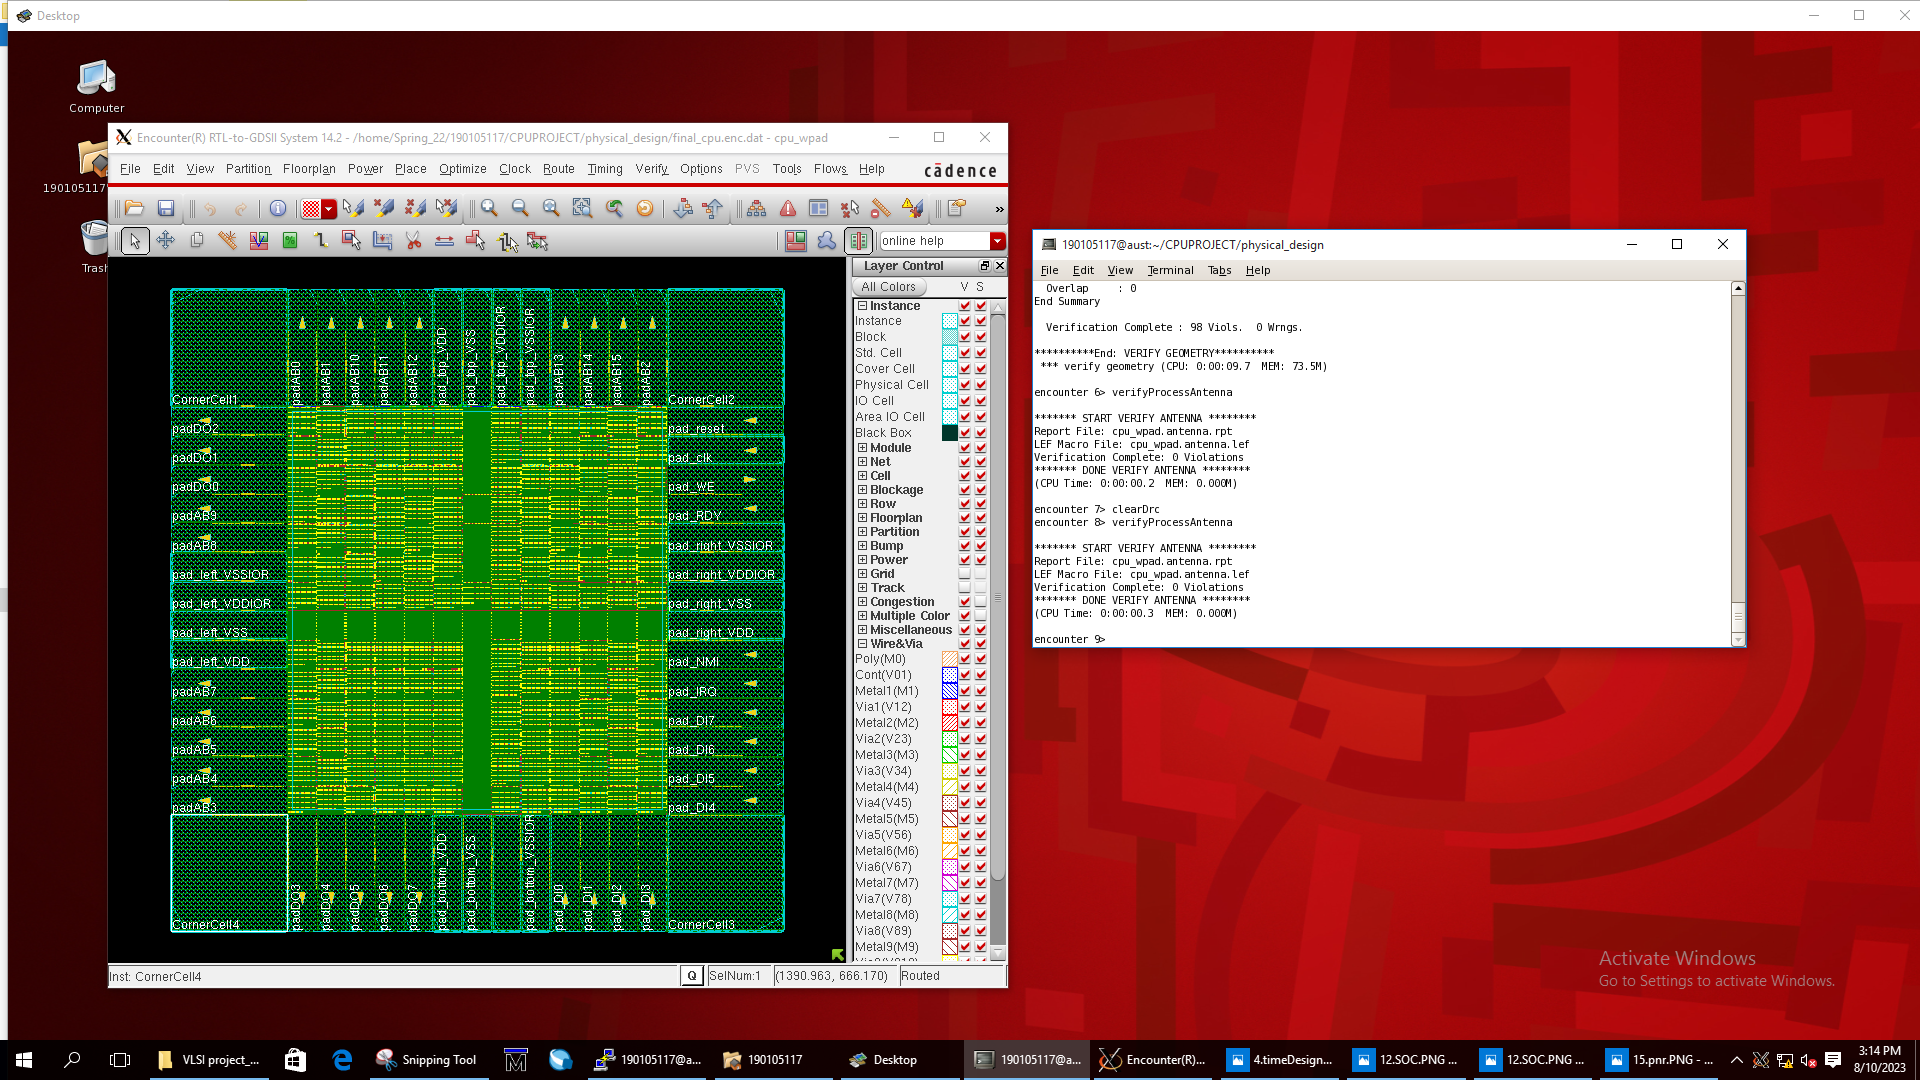 Desktop
Computer
190105117
Trash
Encounter(R) RTL-to-GDSII System 14.2 - /home/Spring_22/190105117/CPUPROJECT/physical_design/final_cpu.enc.dat - cpu_wpad
File Edit View Partition Floorplan Power Place Optimize Clock Route Timing Verify Options PVS Tools Flows Help
cādence
online help
CornerCell1
padAB0
padAB1
padAB10
padAB11
padAB12
pad_top_VDD
pad_top_VSS
pad_top_VDDIOR
pad_top_VSSIOR
padAB13
padAB14
padAB15
padAB2
CornerCell2
padDO2
padDO1
padDO0
padAB9
padAB8
pad_left_VSSIOR
pad_left_VDDIOR
pad_left_VSS
pad_left_VDD
padAB7
padAB6
padAB5
padAB4
padAB3
pad_reset
pad_clk
pad_WE
pad_RDY
pad_right_VSSIOR
pad_right_VDDIOR
pad_right_VSS
pad_right_VDD
pad_NMI
pad_IRQ
pad_DI7
pad_DI6
pad_DI5
pad_DI4
CornerCell4
padDO3
padDO4
padDO5
padDO6
padDO7
pad_bottom_VDD
pad_bottom_VSS
pad_bottom_VSSIOR
pad_DI0
pad_DI1
pad_DI2
pad_DI3
CornerCell3
Layer Control
All Colors V S
Instance
Instance
Block
Std. Cell
Cover Cell
Physical Cell
IO Cell
Area IO Cell
Black Box
Module
Net
Cell
Blockage
Row
Floorplan
Partition
Bump
Power
Grid
Track
Congestion
Multiple Color
Miscellaneous
Wire&Via
Poly(M0)
Cont(V01)
Metal1(M1)
Via1(V12)
Metal2(M2)
Via2(V23)
Metal3(M3)
Via3(V34)
Metal4(M4)
Via4(V45)
Metal5(M5)
Via5(V56)
Metal6(M6)
Via6(V67)
Metal7(M7)
Via7(V78)
Metal8(M8)
Via8(V89)
Metal9(M9)
Inst: CornerCell4 Q SelNum:1 (1390.963, 666.170) Routed
190105117@aust:~/CPUPROJECT/physical_design
File Edit View Terminal Tabs Help
Overlap : 0
End Summary
Verification Complete : 98 Viols. 0 Wrngs.
**********End: VERIFY GEOMETRY**********
*** verify geometry (CPU: 0:00:09.7 MEM: 73.5M)
encounter 6> verifyProcessAntenna
******* START VERIFY ANTENNA ********
Report File: cpu_wpad.antenna.rpt
LEF Macro File: cpu_wpad.antenna.lef
Verification Complete: 0 Violations
******* DONE VERIFY ANTENNA ********
(CPU Time: 0:00:00.2 MEM: 0.000M)
encounter 7> clearDrc
encounter 8> verifyProcessAntenna
******* START VERIFY ANTENNA ********
Report File: cpu_wpad.antenna.rpt
LEF Macro File: cpu_wpad.antenna.lef
Verification Complete: 0 Violations
******* DONE VERIFY ANTENNA ********
(CPU Time: 0:00:00.3 MEM: 0.000M)
encounter 9>
Activate Windows
Go to Settings to activate Windows.
VLSI project_... Snipping Tool 190105117@a... 190105117 Desktop 190105117@a... Encounter(R)... 4.timeDesign... 12.SOC.PNG ... 12.SOC.PNG ... 15.pnr.PNG - ...
3:14 PM
8/10/2023